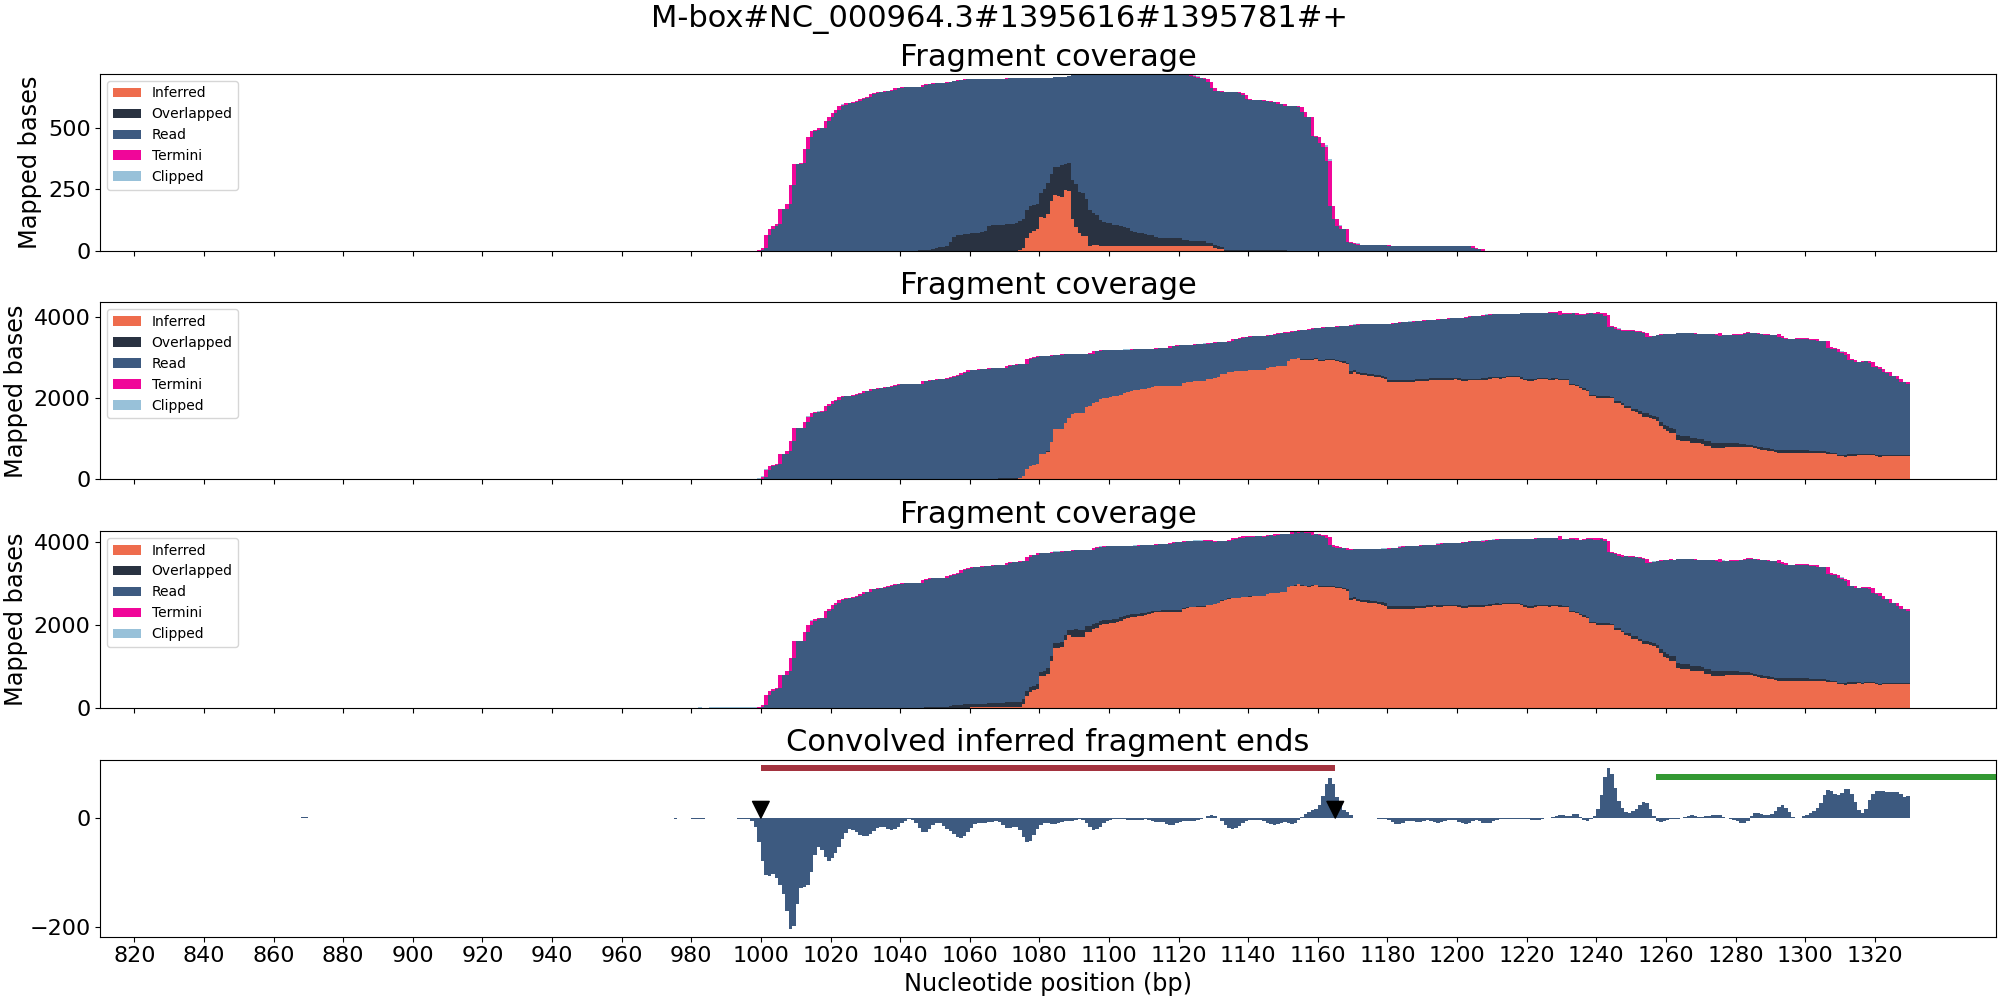 M-box#NC_000964.3#1395616#1395781#+
Fragment coverage
Mapped bases
500
250
0
Inferred
Overlapped
Read
Termini
Clipped
Fragment coverage
Mapped bases
4000
2000
0
Inferred
Overlapped
Read
Termini
Clipped
Fragment coverage
Mapped bases
4000
2000
0
Inferred
Overlapped
Read
Termini
Clipped
Convolved inferred fragment ends
0
−200
820 840 860 880 900 920 940 960 980 1000 1020 1040 1060 1080 1100 1120 1140 1160 1180 1200 1220 1240 1260 1280 1300 1320
Nucleotide position (bp)